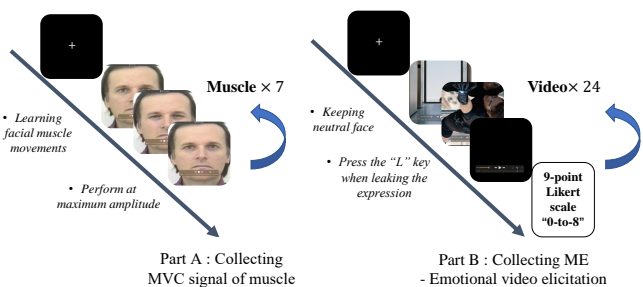 Muscle × 7
• Learning
facial muscle
movements
• Perform at
maximum amplitude
Part A : Collecting
MVC signal of muscle
Video× 24
• Keeping
neutral face
• Press the “L” key
when leaking the
expression
9-point
Likert
scale
“0-to-8”
Part B : Collecting ME
- Emotional video elicitation